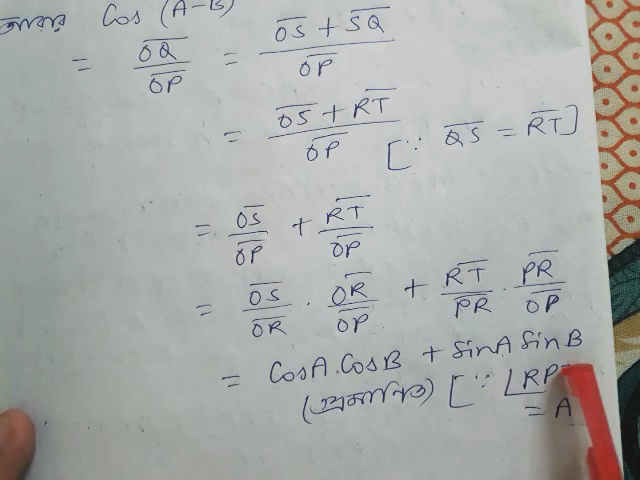 আবার Cos (A-B)
= OQ/OP = (OS + SQ)/OP
= (OS + RT)/OP [∵ QS = RT]
= OS/OP + RT/OP
= OS/OR · OR/OP + RT/PR · PR/OP
= CosA. CosB + SinA SinB
(প্রমাণিত) [∵ ∠RP
= A